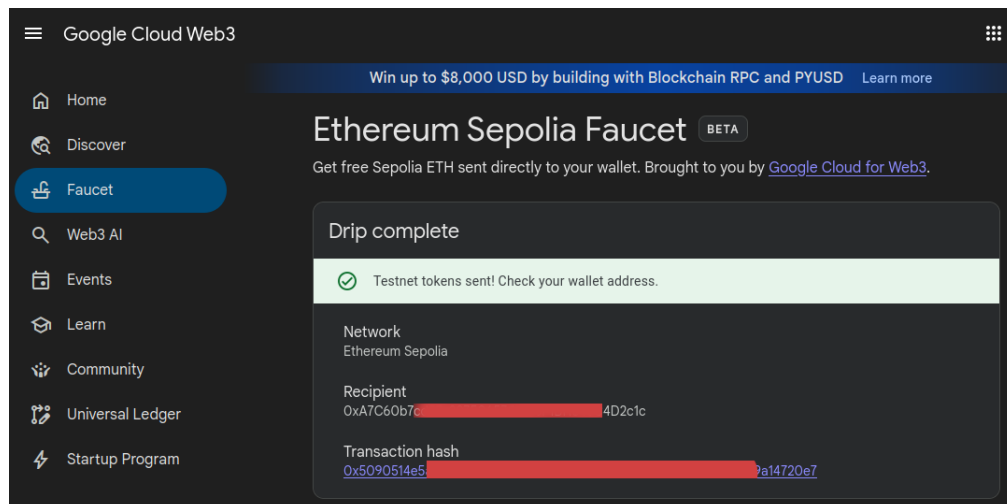 Google Cloud Web3
Win up to $8,000 USD by building with Blockchain RPC and PYUSD Learn more
Home
Discover
Faucet
Web3 AI
Events
Learn
Community
Universal Ledger
Startup Program
Ethereum Sepolia Faucet BETA
Get free Sepolia ETH sent directly to your wallet. Brought to you by Google Cloud for Web3.
Drip complete
Testnet tokens sent! Check your wallet address.
Network
Ethereum Sepolia
Recipient
0xA7C60b7c 4D2c1c
Transaction hash
0x5090514e5 9a14720e7